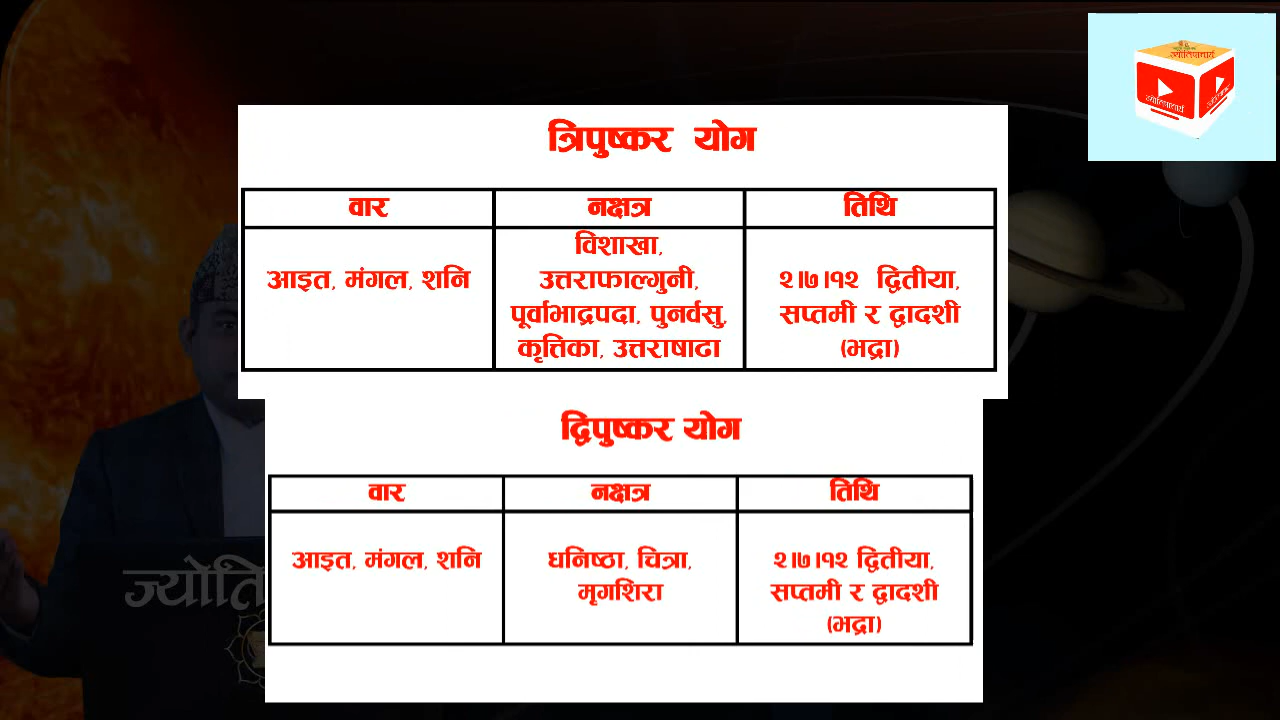 ज्योतिषाचार्य
ज्योतिषाचार्य
त्रिपुष्कर योग
वार नक्षत्र तिथि
विशाखा,
आइत, मंगल, शनि उत्तराफाल्गुनी, २।७।१२ द्वितीया,
पूर्वाभाद्रपदा, पुनर्वसु, सप्तमी र द्वादशी
कृत्तिका, उत्तराषाढा (भद्रा)
द्विपुष्कर योग
वार नक्षत्र तिथि
आइत, मंगल, शनि धनिष्ठा, चित्रा, २।७।१२ द्वितीया,
मृगशिरा सप्तमी र द्वादशी
(भद्रा)
ज्योति